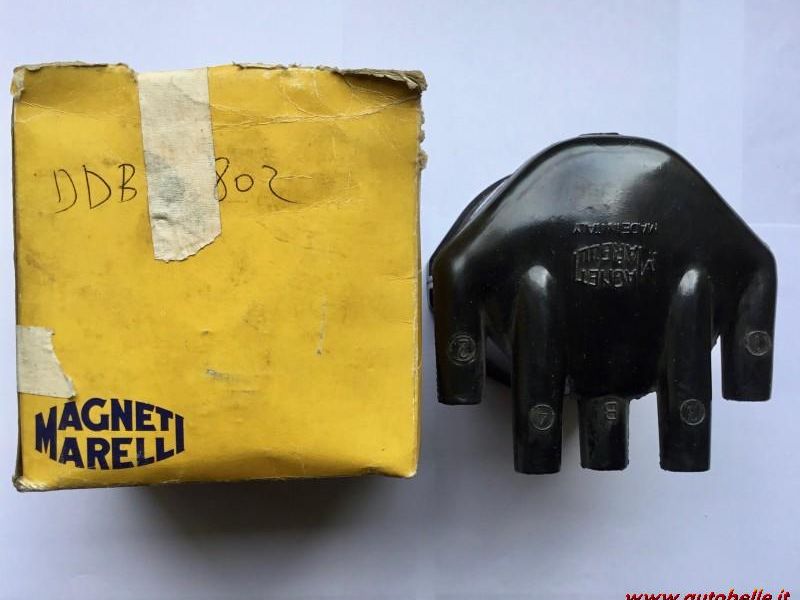 DDB 802
MAGNETI
MARELLI
MADE IN ITALY
MAGNETI
MARELLI
2
4
B
3
1
www.autobelle.it